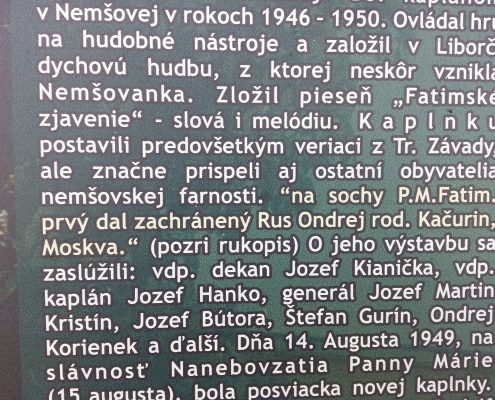 v Nemšovej v rokoch 1946 - 1950. Ovládal
na hudobné nástroje a založil v
dychovú hudbu, z ktorej neskôr
Nemšovanka. Zložil pieseň „Fatimské
zjavenie“ - slová i melódiu. Kaplnku
postavili predovšetkým veriaci z Tr. Závady,
ale značne prispeli aj ostatní obyvatelia
nemšovskej farnosti. “na sochy P.M.Fatim.
prvý dal zachránený Rus Ondrej rod. Kačurin,
Moskva.“ (pozri rukopis) O jeho výstavbu sa
zaslúžili: vdp. dekan Jozef Kianička, vdp.
kaplán Jozef Hanko, generál Jozef Martin
Kristín, Jozef Bútora, Štefan Gurín, Ondrej
Korienek a ďalší. Dňa 14. Augusta 1949, na
slávnosť Nanebovzatia Panny Márie
(15 augusta), bola posviacka novej kaplnky.